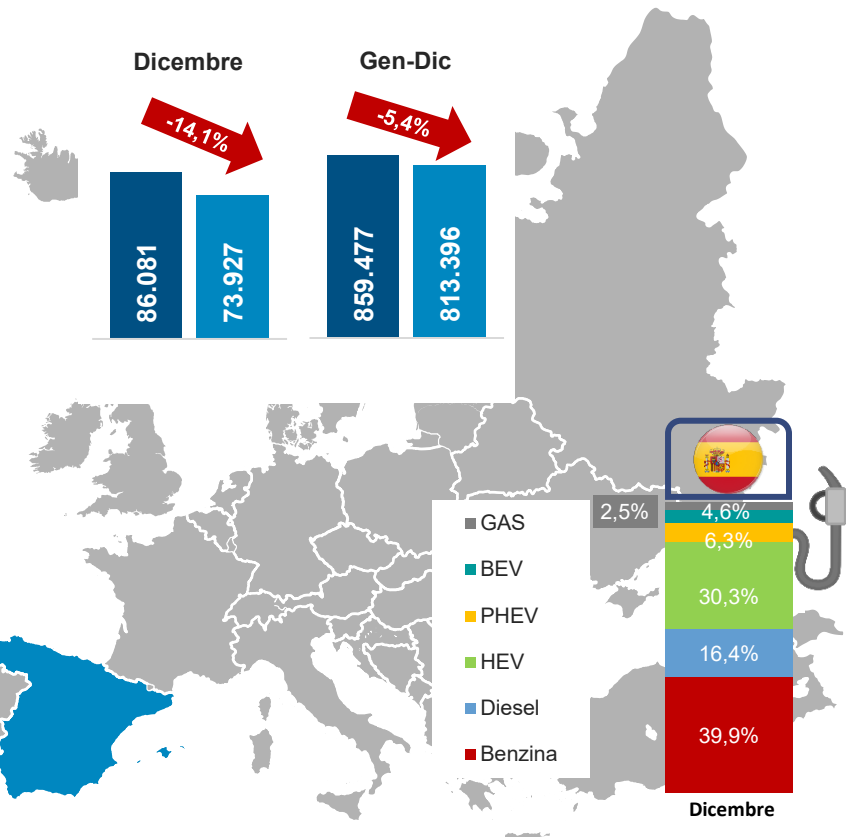 Dicembre
Gen-Dic
-14,1%
-5,4%
86.081
73.927
859.477
813.396
GAS
BEV
PHEV
HEV
Diesel
Benzina
2,5%
4,6%
6,3%
30,3%
16,4%
39,9%
Dicembre